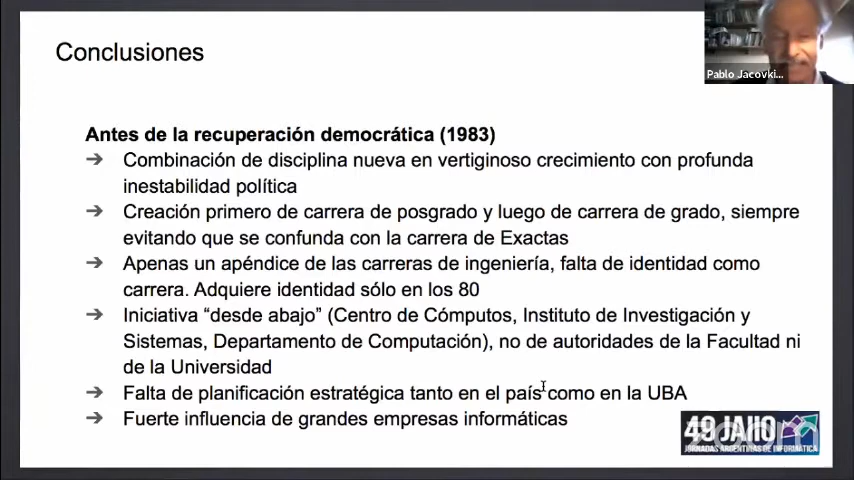 Conclusiones
Pablo Jacovki...
Antes de la recuperación democrática (1983)
➔ Combinación de disciplina nueva en vertiginoso crecimiento con profunda
inestabilidad política
➔ Creación primero de carrera de posgrado y luego de carrera de grado, siempre
evitando que se confunda con la carrera de Exactas
➔ Apenas un apéndice de las carreras de ingeniería, falta de identidad como
carrera. Adquiere identidad sólo en los 80
➔ Iniciativa “desde abajo” (Centro de Cómputos, Instituto de Investigación y
Sistemas, Departamento de Computación), no de autoridades de la Facultad ni
de la Universidad
➔ Falta de planificación estratégica tanto en el país como en la UBA
➔ Fuerte influencia de grandes empresas informáticas
49 JAIIO
zoom
JORNADAS ARGENTINAS DE INFORMÁTICA